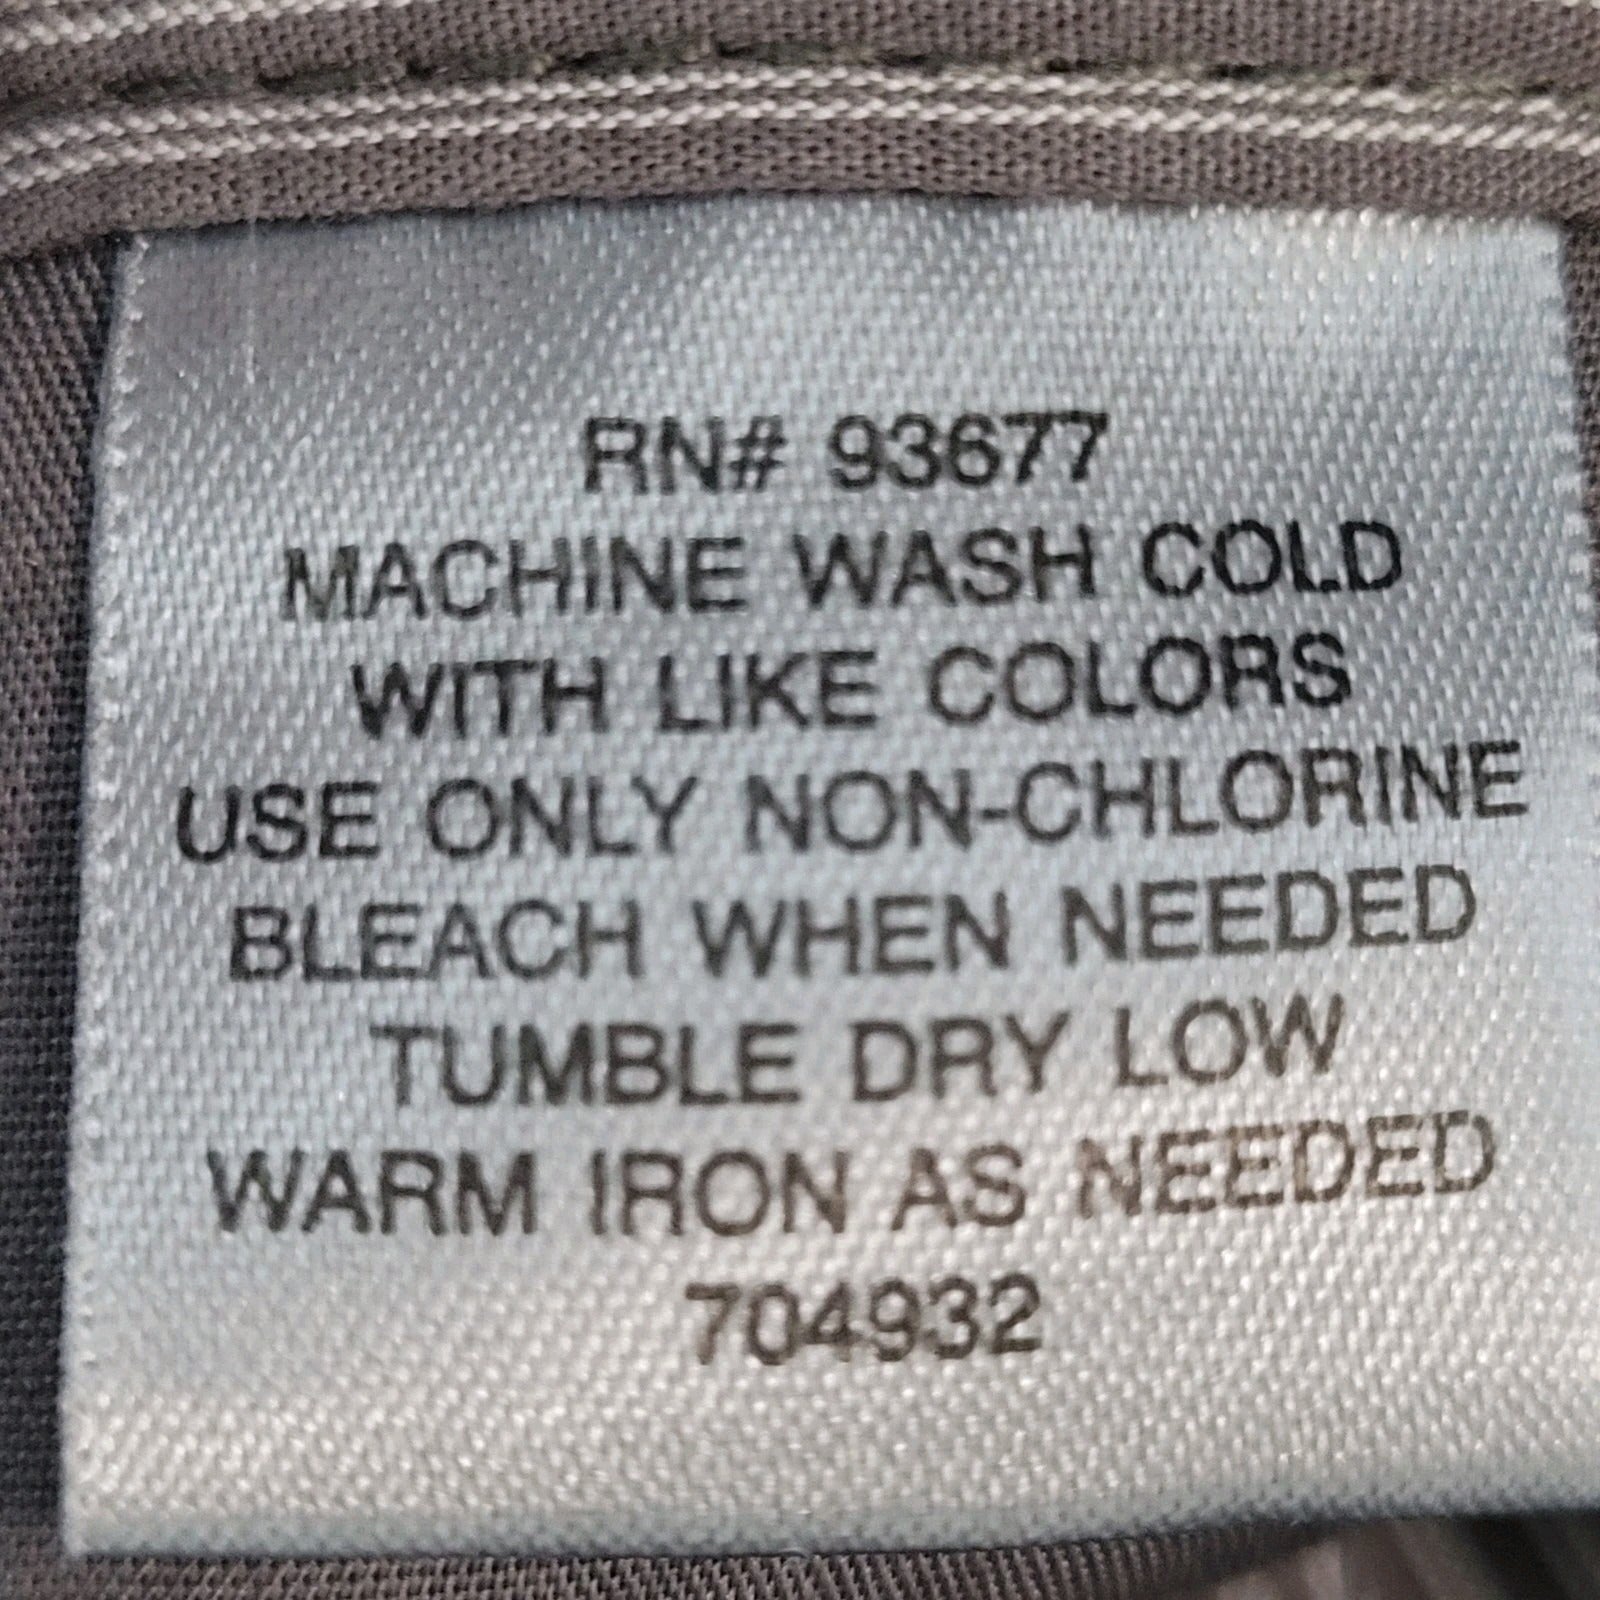 RN# 93677
MACHINE WASH COLD
WITH LIKE COLORS
USE ONLY NON-CHLORINE
BLEACH WHEN NEEDED
TUMBLE DRY LOW
WARM IRON AS NEEDED
704932